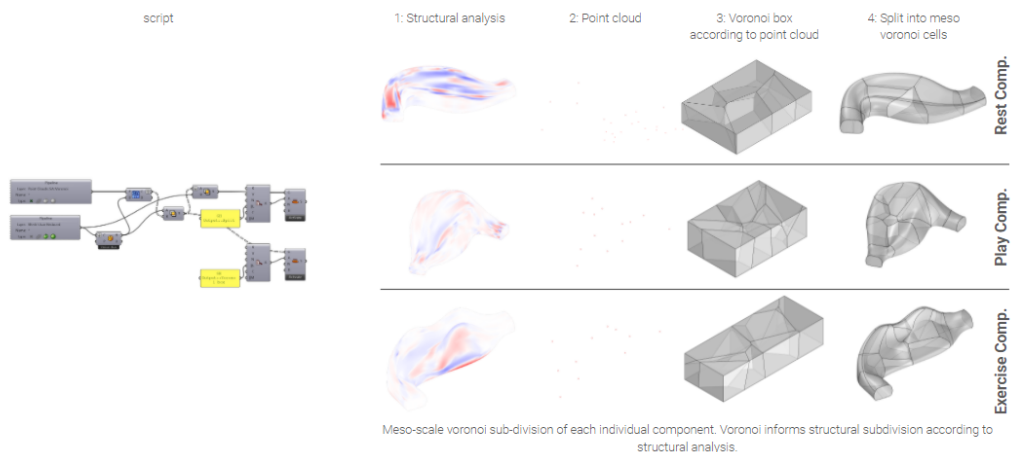 script
1: Structural analysis
2: Point cloud
3: Voronoi box
according to point cloud
4: Split into meso
voronoi cells
Rest Comp.
Play Comp.
Exercise Comp.
Meso-scale voronoi sub-division of each individual component. Voronoi informs structural subdivision according to
structural analysis.